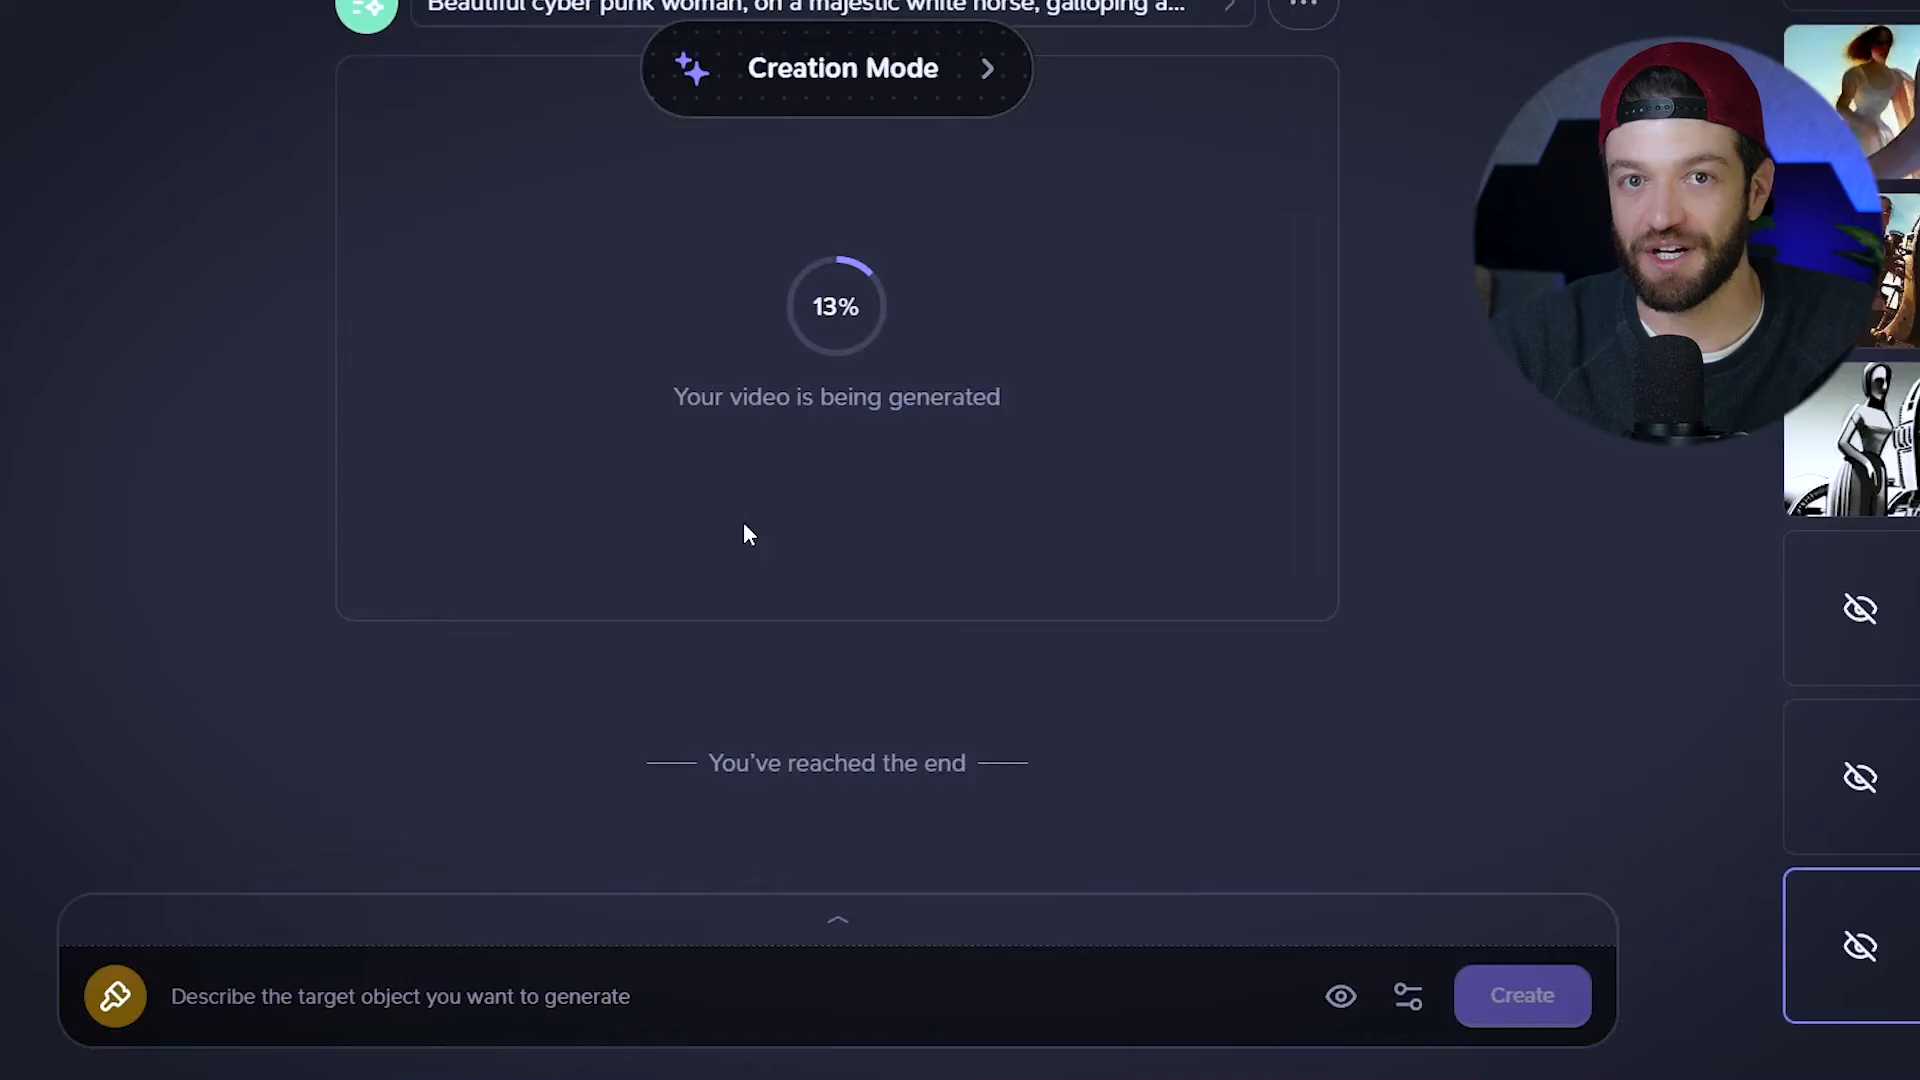 Beautiful cyber punk woman, on a majestic white horse, galloping a...
Creation Mode
13%
Your video is being generated
You've reached the end
Describe the target object you want to generate
Create